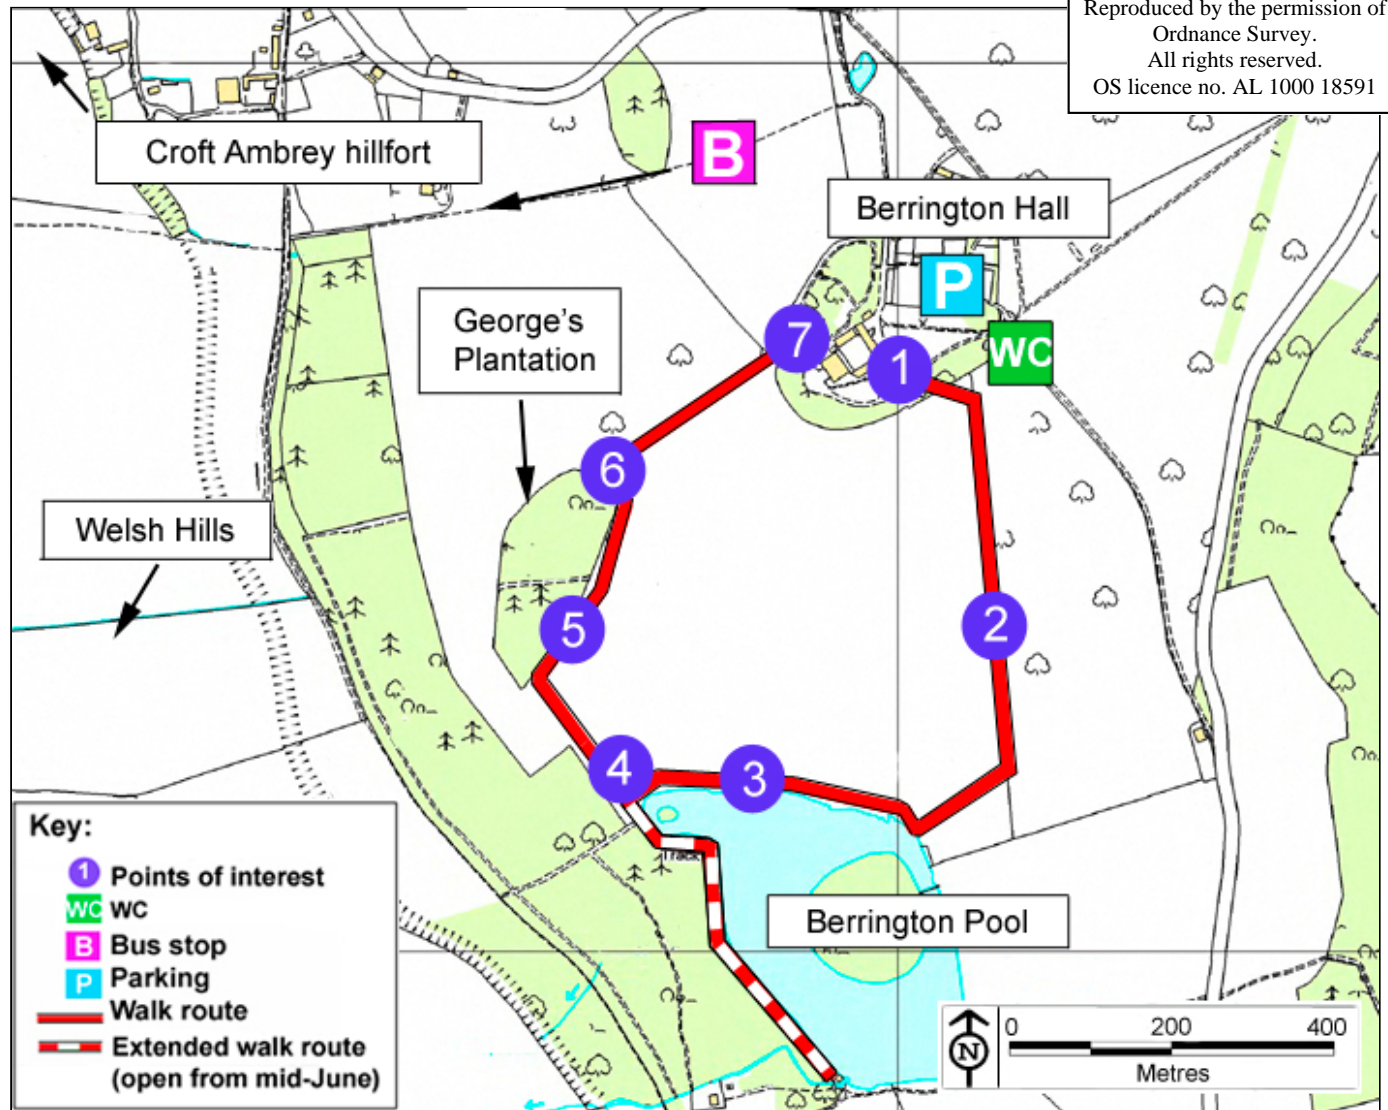 Reproduced by the permission of
Ordnance Survey.
All rights reserved.
OS licence no. AL 1000 18591
Croft Ambrey hillfort
B
Berrington Hall
P
George's
Plantation
7
1
WC
6
Welsh Hills
5
2
4
3
Track
Berrington Pool
Key:
1 Points of interest
WC WC
B Bus stop
P Parking
Walk route
Extended walk route
(open from mid-June)
N
0 200 400
Metres